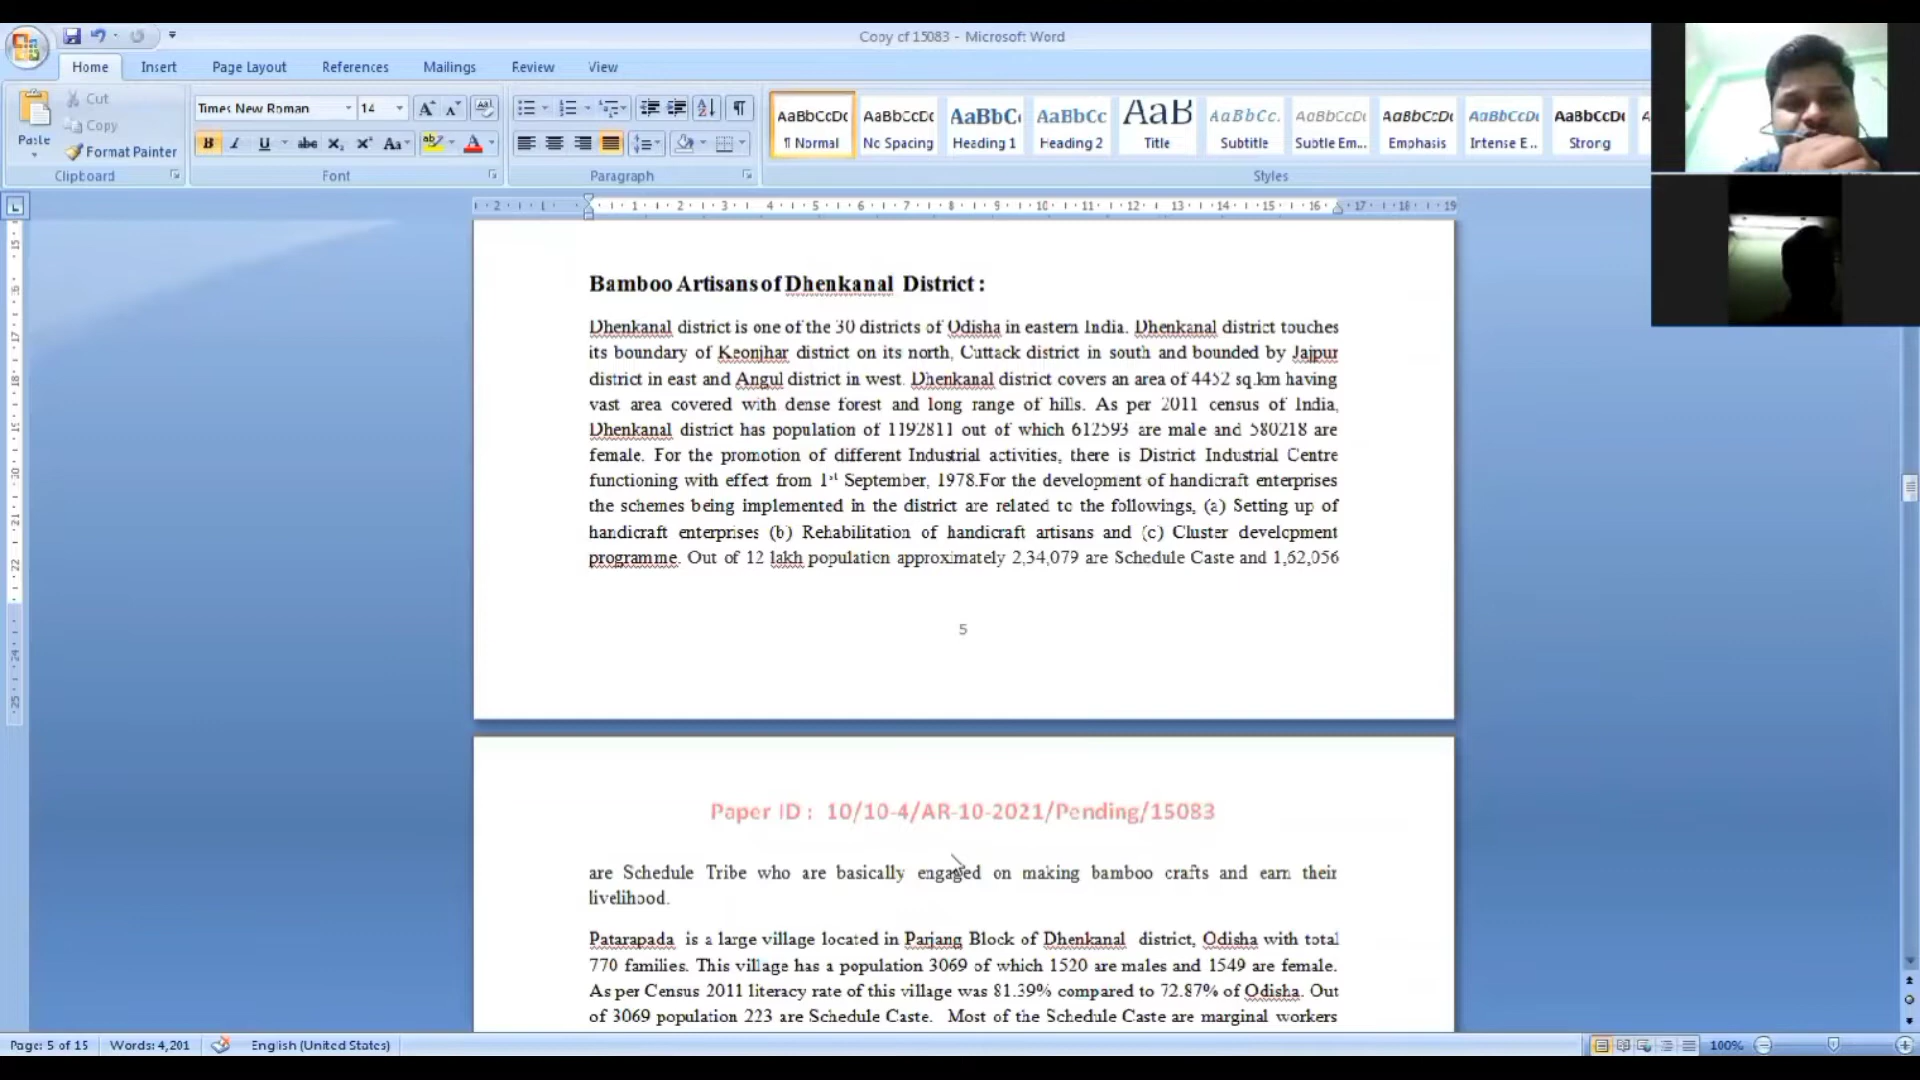 Copy of 15083 - Microsoft Word
Home Insert Page Layout References Mailings Review View
Paste
Cut
Copy
Format Painter
Clipboard
Times New Roman 14
Font
Paragraph
AaBbCcDc AaBbCcDc AaBbC AaBbCc AaB AaBbCc. AaBbCcDc AaBbCcDc AaBbCcDc AaBbCcDc
¶ Normal No Spacing Heading 1 Heading 2 Title Subtitle Subtle Em... Emphasis Intense E... Strong
Styles
Bamboo Artisans of Dhenkanal District :
Dhenkanal district is one of the 30 districts of Odisha in eastern India. Dhenkanal district touches
its boundary of Keonjhar district on its north, Cuttack district in south and bounded by Jajpur
district in east and Angul district in west. Dhenkanal district covers an area of 4452 sq.km having
vast area covered with dense forest and long range of hills. As per 2011 census of India,
Dhenkanal district has population of 1192811 out of which 612593 are male and 580218 are
female. For the promotion of different Industrial activities, there is District Industrial Centre
functioning with effect from 1st September, 1978.For the development of handicraft enterprises
the schemes being implemented in the district are related to the followings, (a) Setting up of
handicraft enterprises (b) Rehabilitation of handicraft artisans and (c) Cluster development
programme. Out of 12 lakh population approximately 2,34,079 are Schedule Caste and 1,62,056
5
Paper ID : 10/10-4/AR-10-2021/Pending/15083
are Schedule Tribe who are basically engaged on making bamboo crafts and earn their
livelihood.
Patarapada is a large village located in Parjang Block of Dhenkanal district, Odisha with total
770 families. This village has a population 3069 of which 1520 are males and 1549 are female.
As per Census 2011 literacy rate of this village was 81.39% compared to 72.87% of Odisha. Out
of 3069 population 223 are Schedule Caste. Most of the Schedule Caste are marginal workers
Page: 5 of 15 Words: 4,201 English (United States) 100%